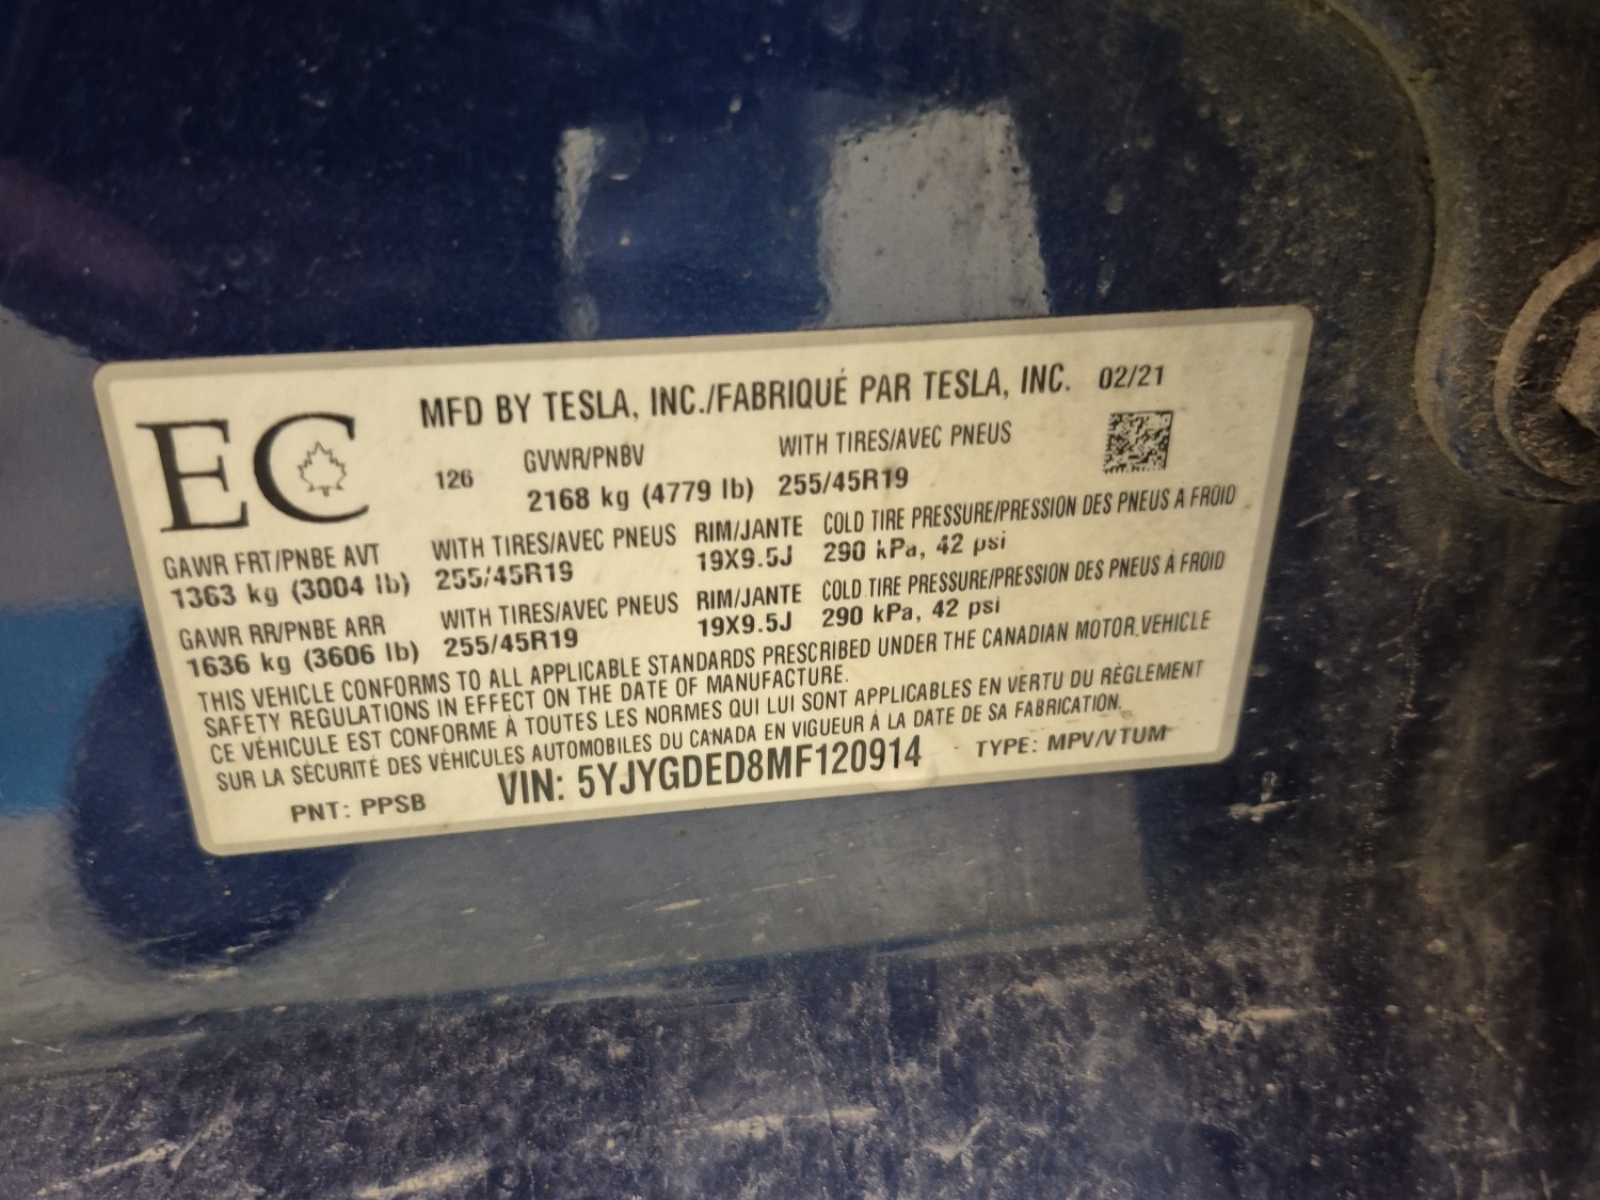 EC
MFD BY TESLA, INC./FABRIQUÉ PAR TESLA, INC. 02/21
126 GVWR/PNBV WITH TIRES/AVEC PNEUS
2168 kg (4779 lb) 255/45R19
GAWR FRT/PNBE AVT WITH TIRES/AVEC PNEUS RIM/JANTE COLD TIRE PRESSURE/PRESSION DES PNEUS A FROID
1363 kg (3004 lb) 255/45R19 19X9.5J 290 kPa, 42 psi
GAWR RR/PNBE ARR WITH TIRES/AVEC PNEUS RIM/JANTE COLD TIRE PRESSURE/PRESSION DES PNEUS À FROID
1636 kg (3606 lb) 255/45R19 19X9.5J 290 kPa, 42 psi
THIS VEHICLE CONFORMS TO ALL APPLICABLE STANDARDS PRESCRIBED UNDER THE CANADIAN MOTOR VEHICLE
SAFETY REGULATIONS IN EFFECT ON THE DATE OF MANUFACTURE.
CE VÉHICULE EST CONFORME À TOUTES LES NORMES QUI LUI SONT APPLICABLES EN VERTU DU RÈGLEMENT
SUR LA SÉCURITÉ DES VÉHICULES AUTOMOBILES DU CANADA EN VIGUEUR À LA DATE DE SA FABRICATION.
PNT: PPSB VIN: 5YJYGDED8MF120914 TYPE: MPV/VTUM